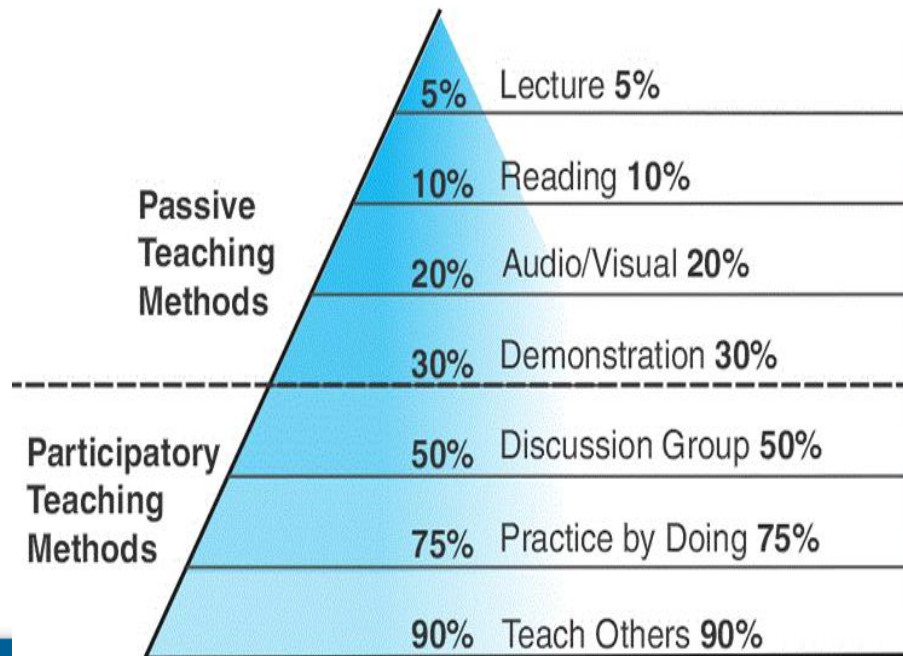 5% Lecture 5%
10% Reading 10%
Passive
Teaching
Methods
20% Audio/Visual 20%
30% Demonstration 30%
50% Discussion Group 50%
Participatory
Teaching
Methods
75% Practice by Doing 75%
90% Teach Others 90%